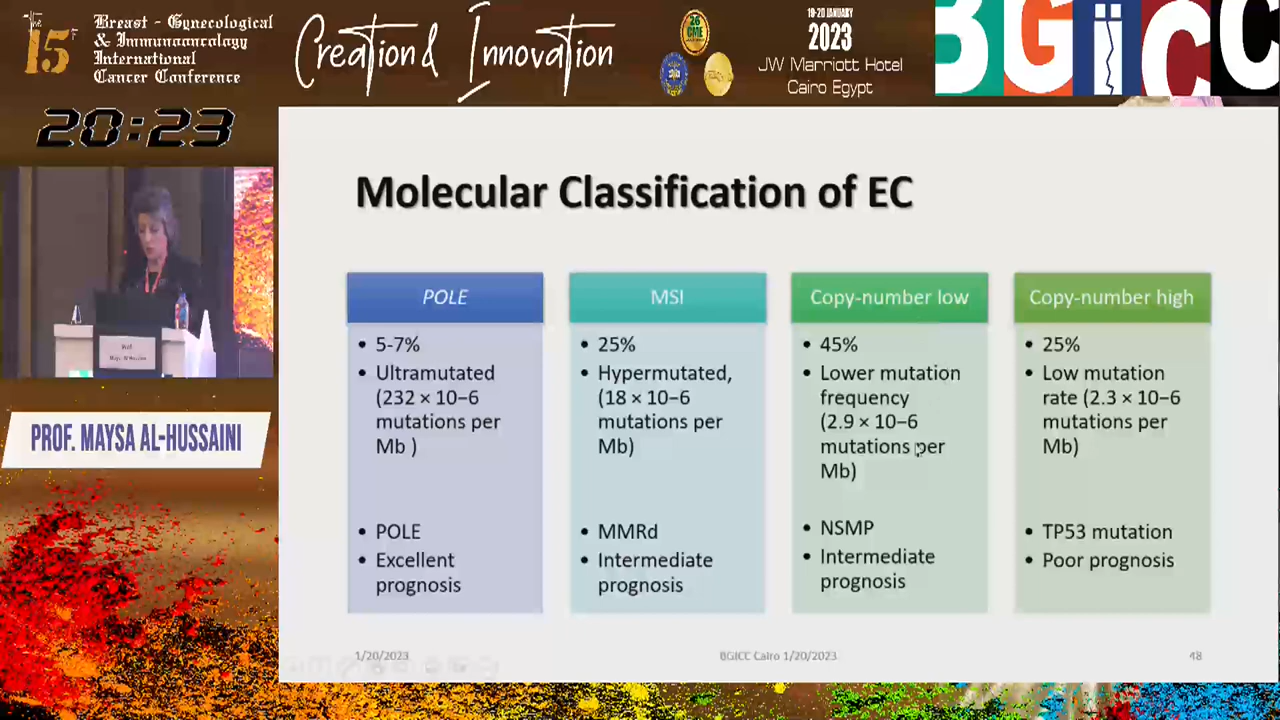 The 15th
Breast - Gynecological
& Immunooncology
International
Cancer Conference
Creation & Innovation
26
CME
18-20 JANUARY
2023
JW Marriott Hotel
Cairo Egypt
BGICC
20:23
PROF. MAYSA AL-HUSSAINI
Molecular Classification of EC
POLE
• 5-7%
• Ultramutated
(232 × 10−6
mutations per
Mb )
• POLE
• Excellent
prognosis
MSI
• 25%
• Hypermutated,
(18 × 10−6
mutations per
Mb)
• MMRd
• Intermediate
prognosis
Copy-number low
• 45%
• Lower mutation
frequency
(2.9 × 10−6
mutations per
Mb)
• NSMP
• Intermediate
prognosis
Copy-number high
• 25%
• Low mutation
rate (2.3 × 10−6
mutations per
Mb)
• TP53 mutation
• Poor prognosis
1/20/2023
BGICC Cairo 1/20/2023
48